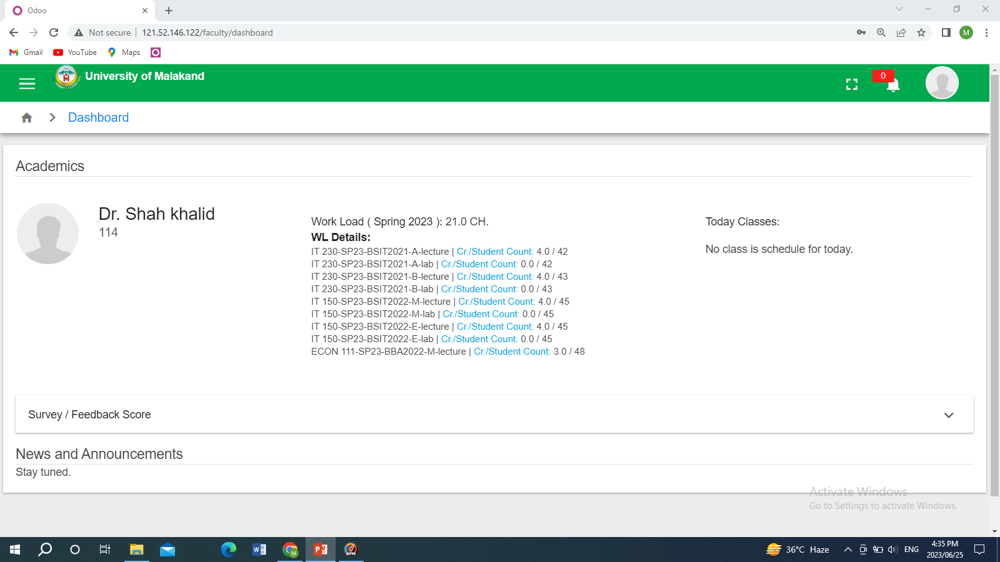 Odoo
Not secure
121.52.146.122/faculty/dashboard
M
Gmail
YouTube
Maps
University of Malakand
0
Dashboard
Academics
Dr. Shah khalid
114
Work Load ( Spring 2023 ): 21.0 CH.
WL Details:
IT 230-SP23-BSIT2021-A-lecture | Cr./Student Count: 4.0 / 42
IT 230-SP23-BSIT2021-A-lab | Cr./Student Count: 0.0 / 42
IT 230-SP23-BSIT2021-B-lecture | Cr./Student Count: 4.0 / 43
IT 230-SP23-BSIT2021-B-lab | Cr./Student Count: 0.0 / 43
IT 150-SP23-BSIT2022-M-lecture | Cr./Student Count: 4.0 / 45
IT 150-SP23-BSIT2022-M-lab | Cr./Student Count: 0.0 / 45
IT 150-SP23-BSIT2022-E-lecture | Cr./Student Count: 4.0 / 45
IT 150-SP23-BSIT2022-E-lab | Cr./Student Count: 0.0 / 45
ECON 111-SP23-BBA2022-M-lecture | Cr./Student Count: 3.0 / 48
Today Classes:
No class is schedule for today.
Survey / Feedback Score
News and Announcements
Stay tuned.
Activate Windows
Go to Settings to activate Windows.
36°C Haze
ENG
4:35 PM
2023/06/25